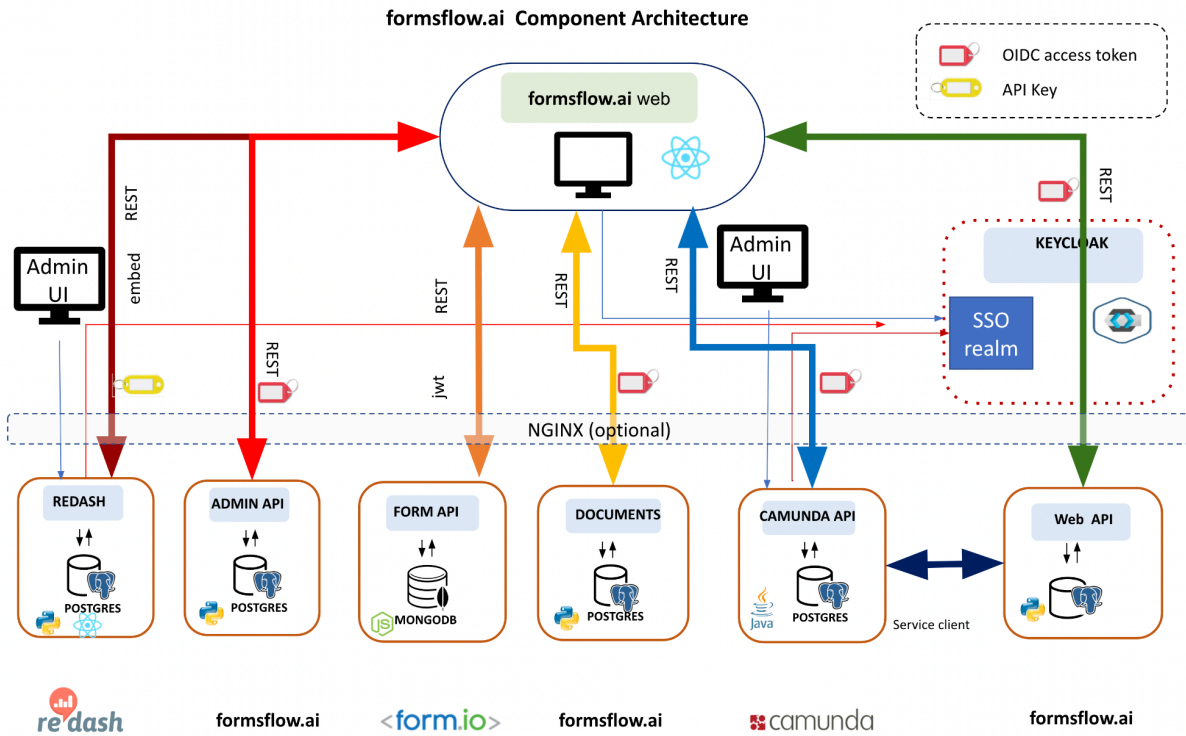 formsflow.ai Component Architecture
OIDC access token
API Key
formsflow.ai web
REST
embed
REST
REST
jwt
REST
REST
REST
Admin
UI
Admin
UI
KEYCLOAK
SSO
realm
NGINX (optional)
REDASH
POSTGRES
ADMIN API
POSTGRES
FORM API
JS
MONGODB
DOCUMENTS
POSTGRES
CAMUNDA API
Java
POSTGRES
Web API
Service client
re:dash
formsflow.ai
<form.io>
formsflow.ai
camunda
formsflow.ai